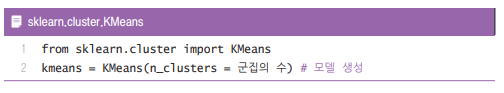 sklearn.cluster.KMeans
1 from sklearn.cluster import KMeans
2 kmeans = KMeans(n_clusters = 군집의 수) # 모델 생성